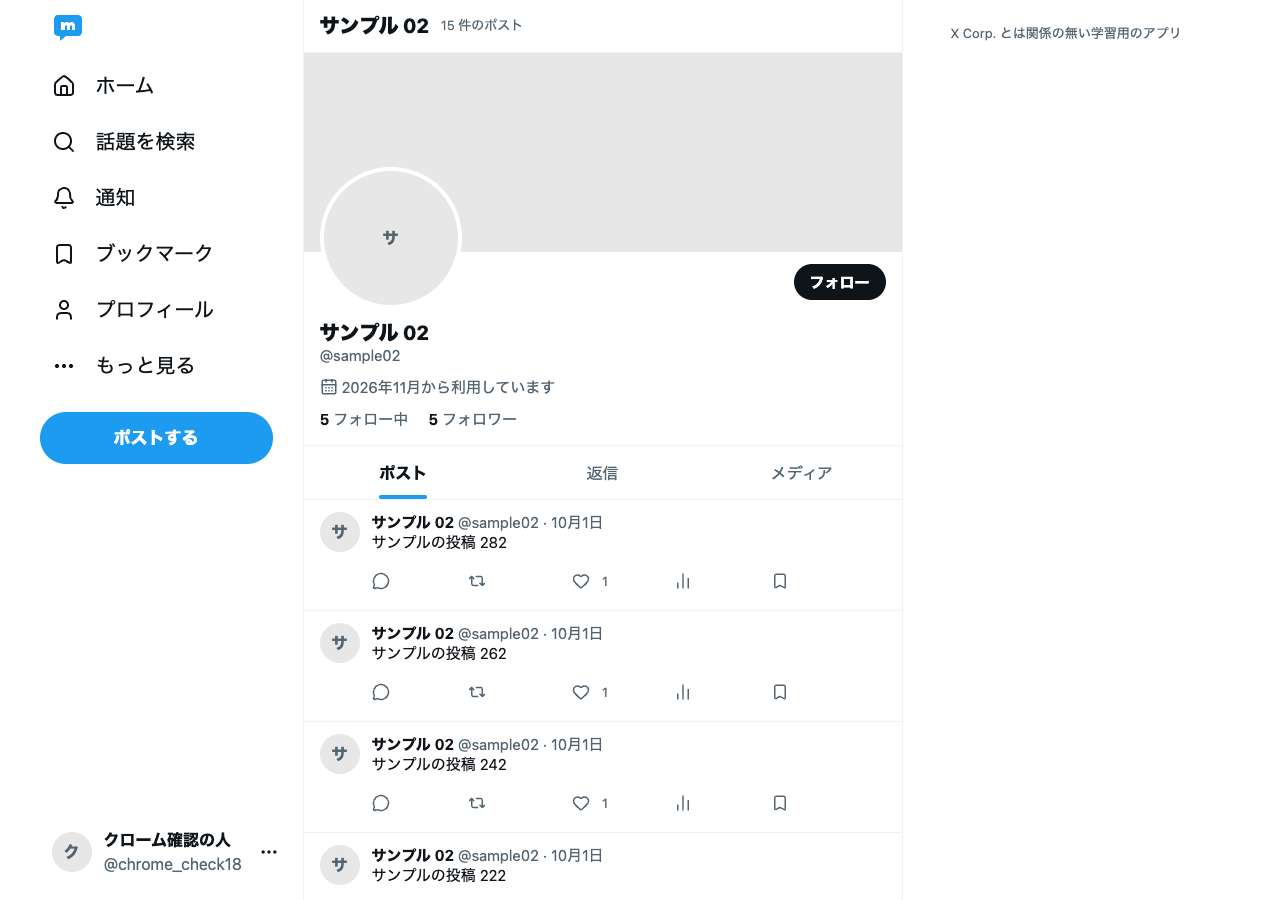 m
ホーム
話題を検索
通知
ブックマーク
プロフィール
もっと見る
ポストする
ク
クローム確認の人
@chrome_check18
サンプル 02 15 件のポスト
サ
フォロー
サンプル 02
@sample02
2026年11月から利用しています
5 フォロー中 5 フォロワー
ポスト 返信 メディア
サ
サンプル 02 @sample02 · 10月1日
サンプルの投稿 282
1
サ
サンプル 02 @sample02 · 10月1日
サンプルの投稿 262
1
サ
サンプル 02 @sample02 · 10月1日
サンプルの投稿 242
1
サ
サンプル 02 @sample02 · 10月1日
サンプルの投稿 222
X Corp. とは関係の無い学習用のアプリ